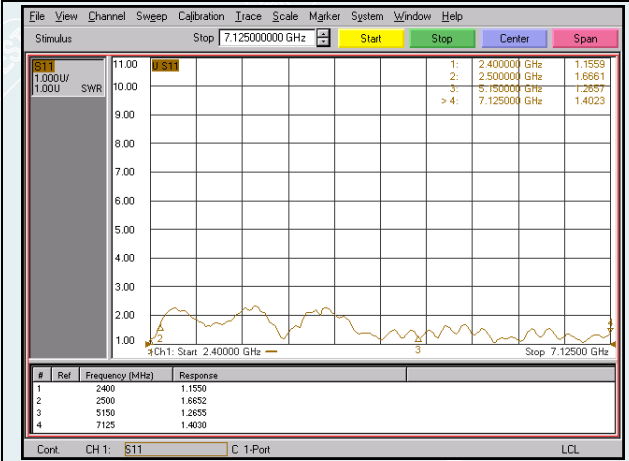 File View Channel Sweep Calibration Trace Scale Marker System Window Help
Stimulus Stop 7.125000000 GHz Start Stop Center Span
S11
1.000U/
1.00U SWR
11.00
10.00
9.00
8.00
7.00
6.00
5.00
4.00
3.00
2.00
1.00
U S11
1: 2.400000 GHz 1.1559
2: 2.500000 GHz 1.6661
3: 5.150000 GHz 1.2657
> 4: 7.125000 GHz 1.4023
2
3
4
Ch1: Start 2.40000 GHz
Stop 7.12500 GHz
# Ref Frequency (MHz) Response
1 2400 1.1550
2 2500 1.6652
3 5150 1.2655
4 7125 1.4030
Cont. CH 1: S11 C 1-Port LCL